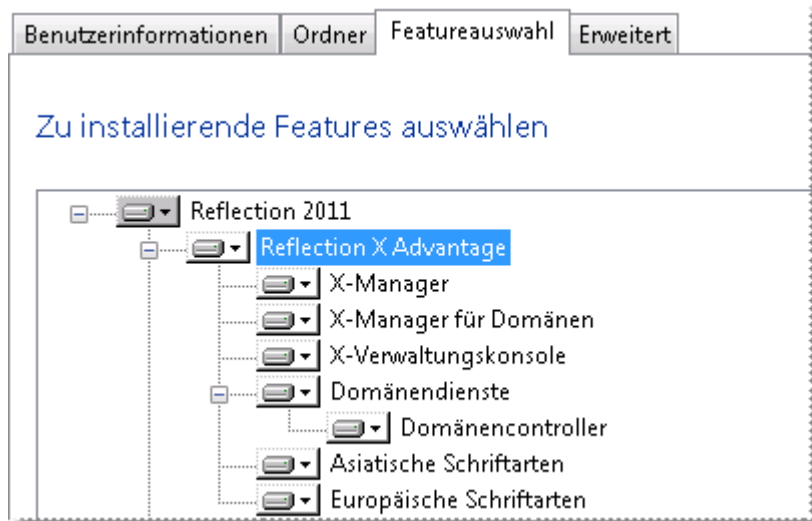 Benutzerinformationen Ordner Featureauswahl Erweitert
Zu installierende Features auswählen
Reflection 2011
Reflection X Advantage
X-Manager
X-Manager für Domänen
X-Verwaltungskonsole
Domänendienste
Domänencontroller
Asiatische Schriftarten
Europäische Schriftarten